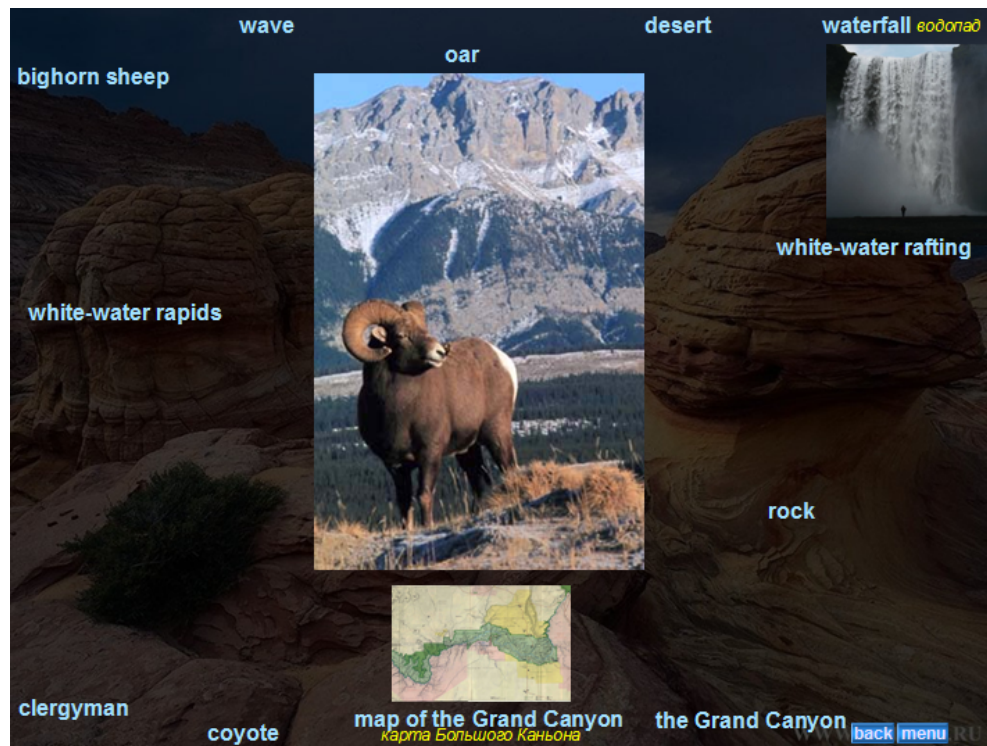 wave
desert
waterfall водопад
oar
bighorn sheep
white-water rafting
white-water rapids
rock
clergyman
map of the Grand Canyon
the Grand Canyon
coyote
карта Большого Каньона
back menu
RU